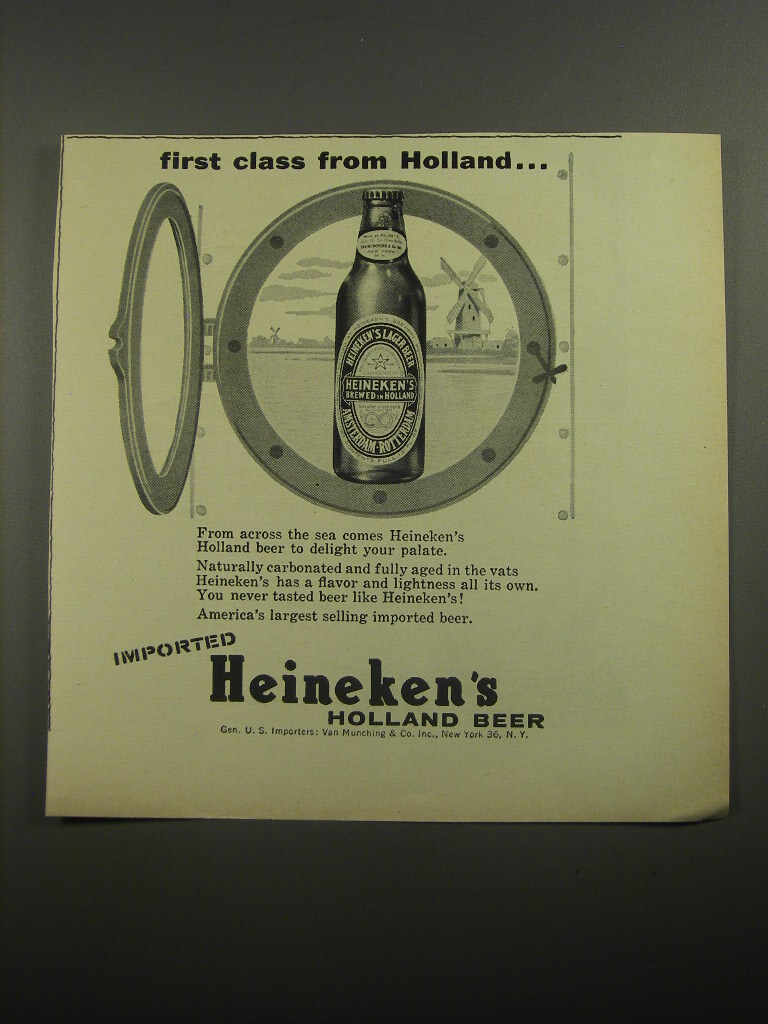 first class from Holland...
NEW YORK
N.Y.
HEINEKEN'S LAGER BEER
HEINEKEN'S
BREWED IN HOLLAND
AMSTERDAM-ROTTERDAM
From across the sea comes Heineken's
Holland beer to delight your palate.
Naturally carbonated and fully aged in the vats
Heineken's has a flavor and lightness all its own.
You never tasted beer like Heineken's!
America's largest selling imported beer.
IMPORTED
Heineken's
HOLLAND BEER
Gen. U. S. Importers: Van Munching & Co. Inc., New York 36, N. Y.